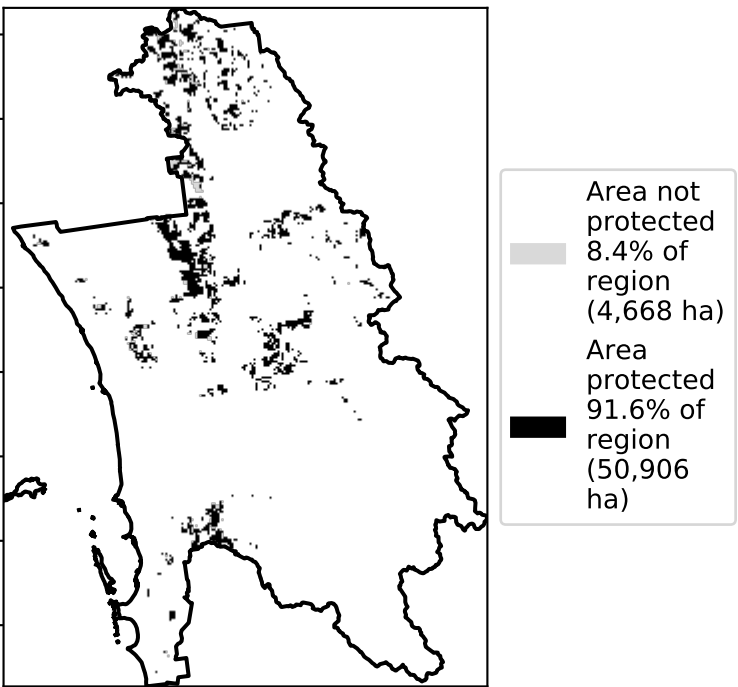 Area not
protected
8.4% of
region
(4,668 ha)
Area
protected
91.6% of
region
(50,906
ha)